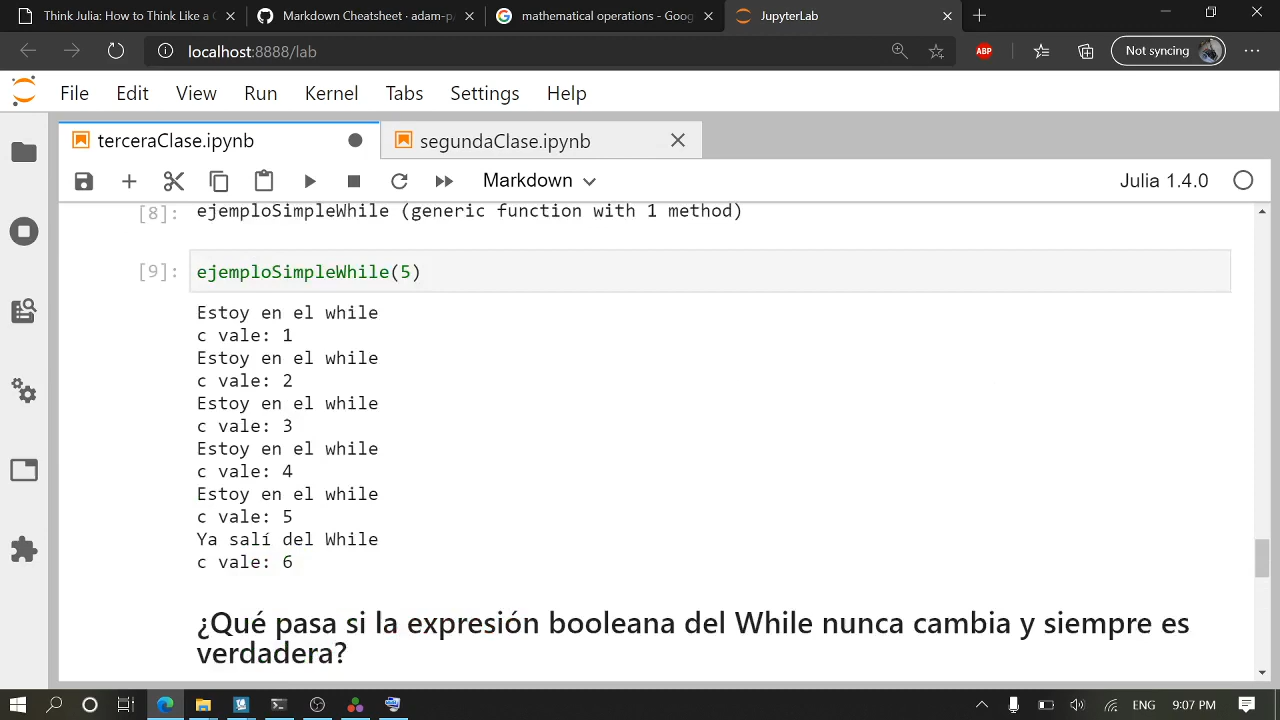 Think Julia: How to Think Like a C
Markdown Cheatsheet · adam-p/
mathematical operations - Goog
JupyterLab
localhost:8888/lab
ABP
Not syncing
File Edit View Run Kernel Tabs Settings Help
terceraClase.ipynb
segundaClase.ipynb
Markdown
Julia 1.4.0
[8]: ejemploSimpleWhile (generic function with 1 method)
[9]: ejemploSimpleWhile(5)
Estoy en el while
c vale: 1
Estoy en el while
c vale: 2
Estoy en el while
c vale: 3
Estoy en el while
c vale: 4
Estoy en el while
c vale: 5
Ya salí del While
c vale: 6
¿Qué pasa si la expresión booleana del While nunca cambia y siempre es
verdadera?
ENG 9:07 PM